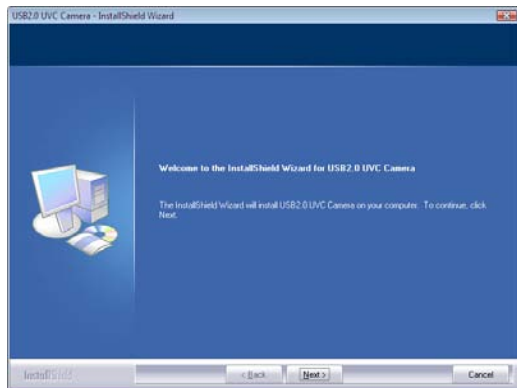 USB2.0 UVC Camera - InstallShield Wizard
Welcome to the InstallShield Wizard for USB2.0 UVC Camera
The InstallShield Wizard will install USB2.0 UVC Camera on your computer. To continue, click
Next.
InstallShield
< Back
Next >
Cancel